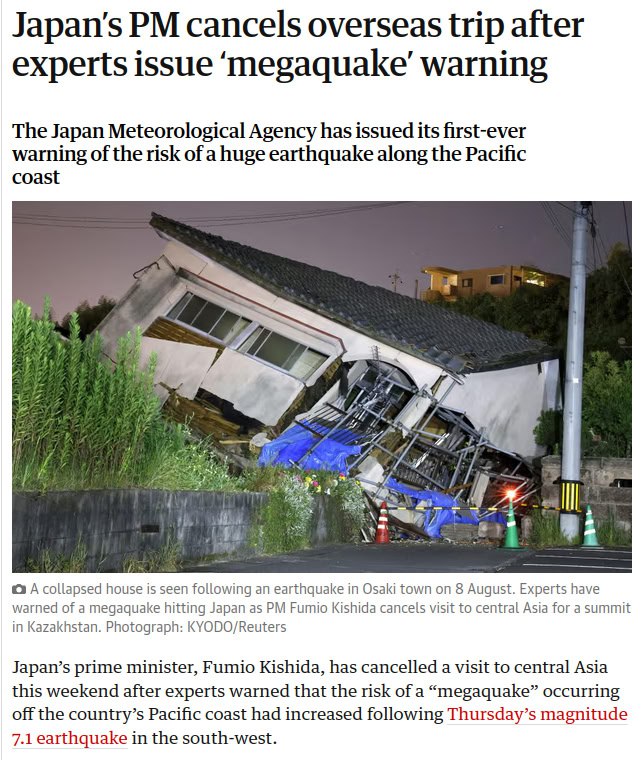 Japan’s PM cancels overseas trip after
experts issue ‘megaquake’ warning
The Japan Meteorological Agency has issued its first-ever
warning of the risk of a huge earthquake along the Pacific
coast
A collapsed house is seen following an earthquake in Osaki town on 8 August. Experts have
warned of a megaquake hitting Japan as PM Fumio Kishida cancels visit to central Asia for a summit
in Kazakhstan. Photograph: KYODO/Reuters
Japan’s prime minister, Fumio Kishida, has cancelled a visit to central Asia
this weekend after experts warned that the risk of a “megaquake” occurring
off the country’s Pacific coast had increased following Thursday’s magnitude
7.1 earthquake in the south-west.